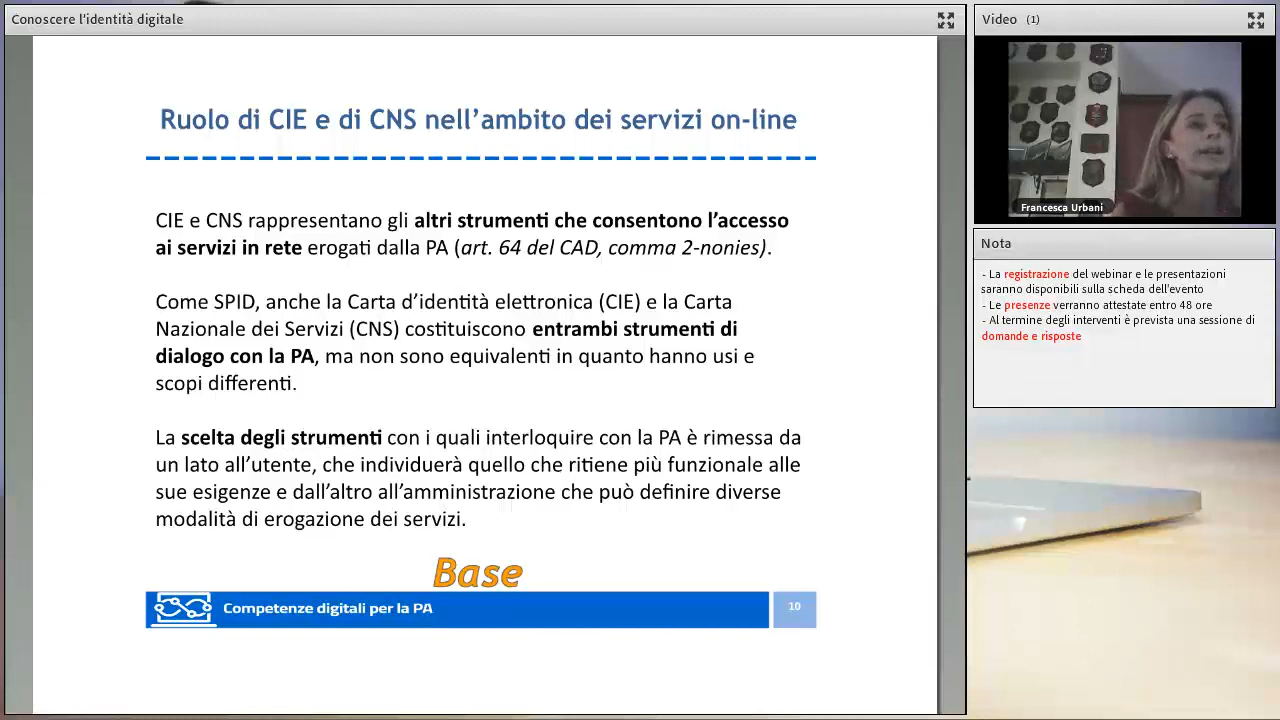 Conoscere l'identità digitale
Ruolo di CIE e di CNS nell’ambito dei servizi on-line
CIE e CNS rappresentano gli altri strumenti che consentono l’accesso
ai servizi in rete erogati dalla PA (art. 64 del CAD, comma 2-nonies).
Come SPID, anche la Carta d’identità elettronica (CIE) e la Carta
Nazionale dei Servizi (CNS) costituiscono entrambi strumenti di
dialogo con la PA, ma non sono equivalenti in quanto hanno usi e
scopi differenti.
La scelta degli strumenti con i quali interloquire con la PA è rimessa da
un lato all’utente, che individuerà quello che ritiene più funzionale alle
sue esigenze e dall’altro all’amministrazione che può definire diverse
modalità di erogazione dei servizi.
Base
Competenze digitali per la PA
10
Video (1)
Francesca Urbani
Nota
- La registrazione del webinar e le presentazioni
saranno disponibili sulla scheda dell'evento
- Le presenze verranno attestate entro 48 ore
- Al termine degli interventi è prevista una sessione di
domande e risposte